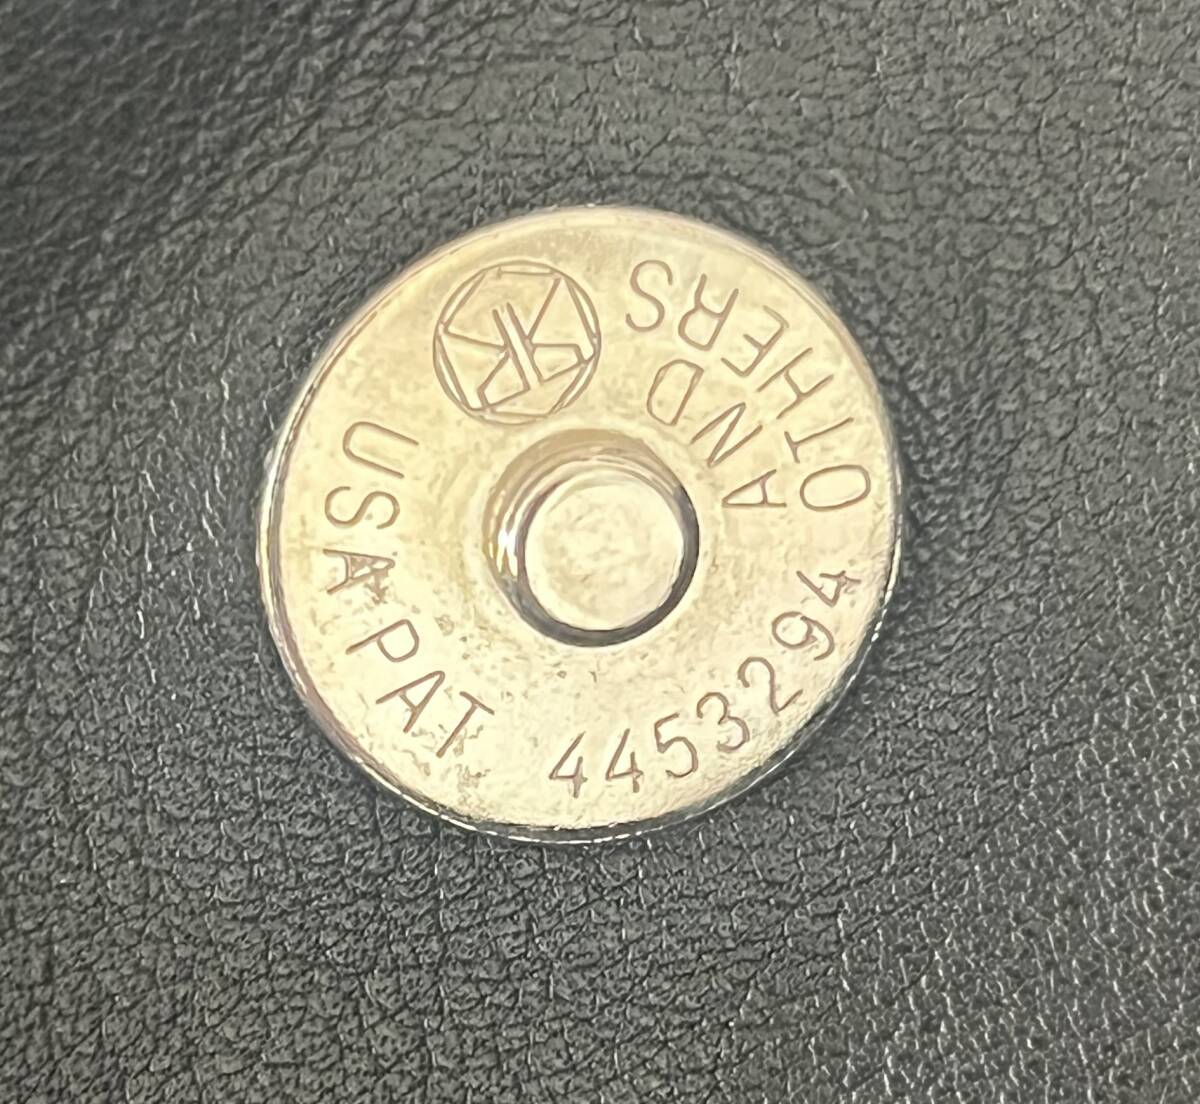 USA PAT 4453294
AND
OTHERS